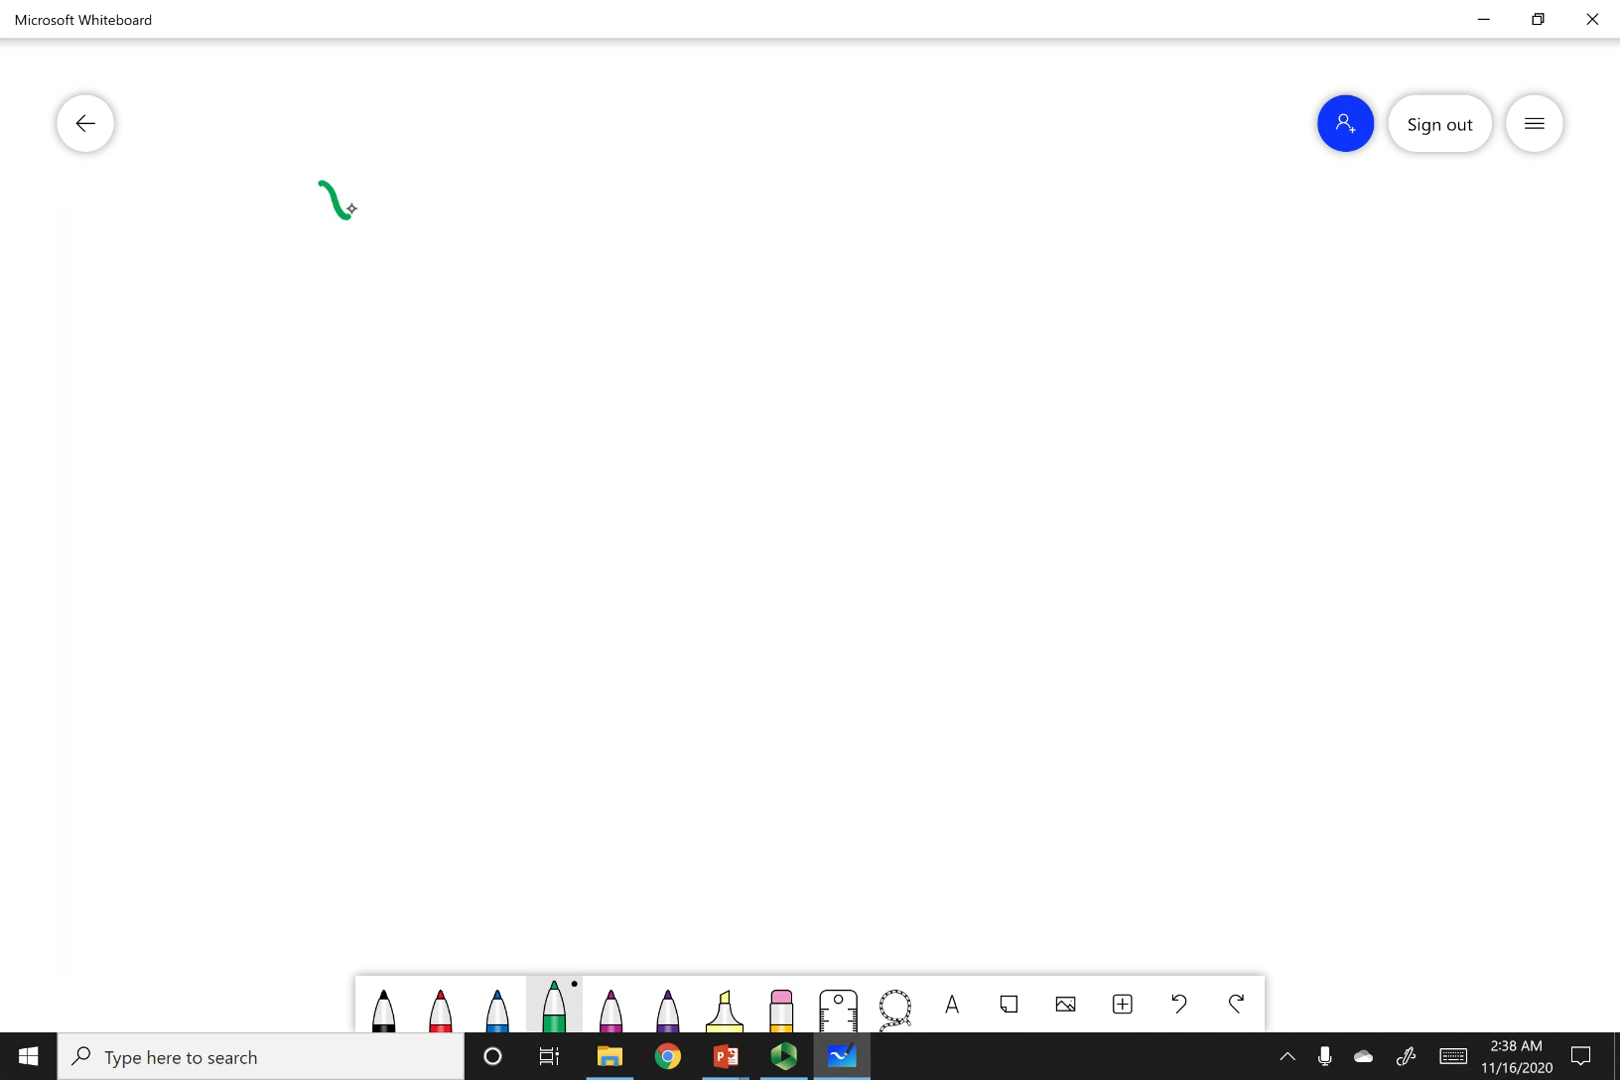 Microsoft Whiteboard
Sign out
A
Type here to search
2:38 AM
11/16/2020